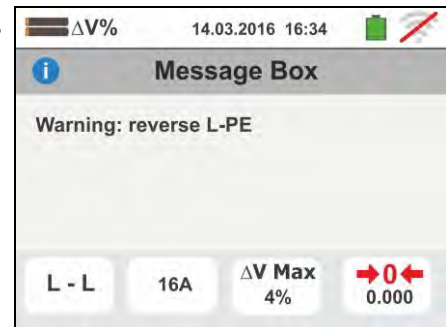 ΔV% 14.03.2016 16:34
Message Box
Warning: reverse L-PE
L - L 16A ΔV Max 4% ➔0← 0.000